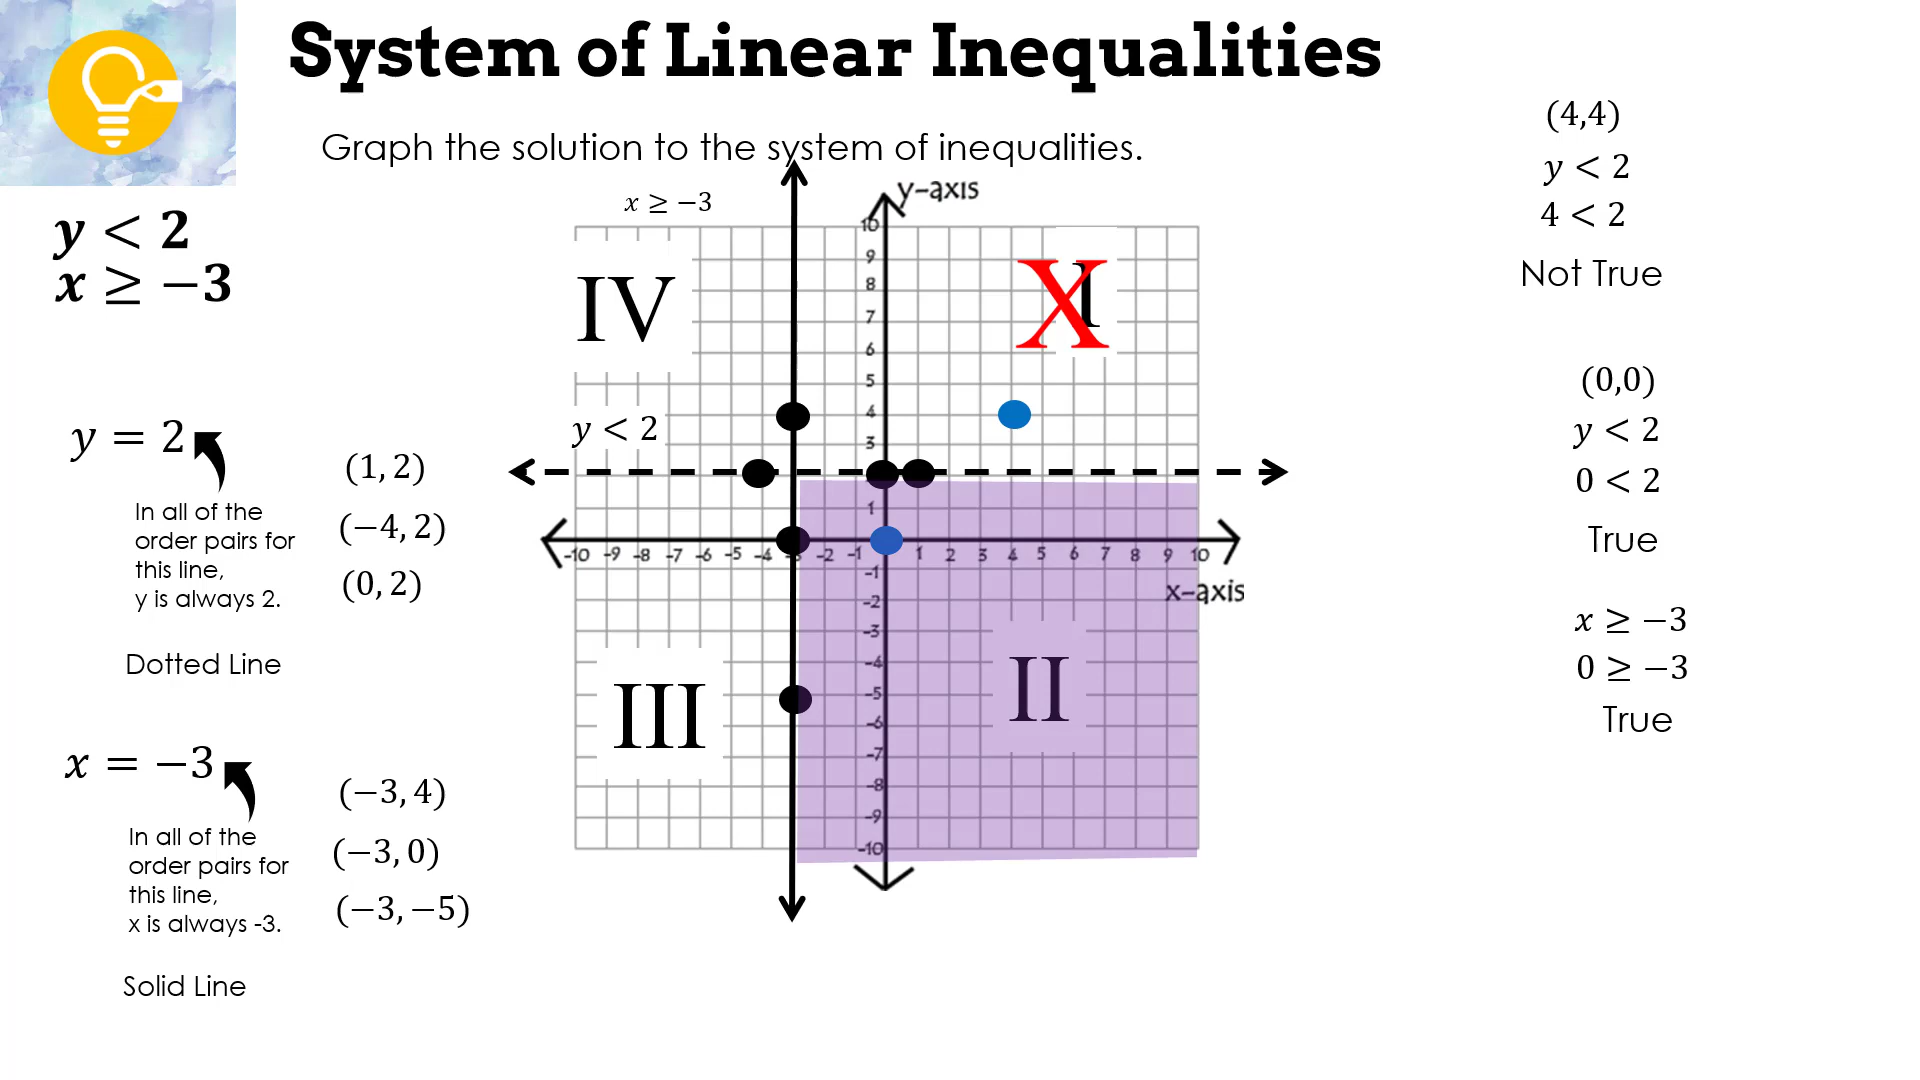 System of Linear Inequalities
Graph the solution to the system of inequalities.
y < 2
x ≥ −3
y = 2
In all of the
order pairs for
this line,
y is always 2.
Dotted Line
(1, 2)
(−4, 2)
(0, 2)
x = −3
In all of the
order pairs for
this line,
x is always -3.
Solid Line
(−3, 4)
(−3, 0)
(−3, −5)
x ≥ −3
y-axis
IV
X I
y < 2
III
II
10
9
8
7
6
5
4
3
1
-10 -9 -8 -7 -6 -5 -4 -2 -1 1 2 3 4 5 6 7 8 9 10
x-axis
-1
-2
-3
-4
-5
-6
-7
-8
-9
-10
(4,4)
y < 2
4 < 2
Not True
(0,0)
y < 2
0 < 2
True
x ≥ −3
0 ≥ −3
True